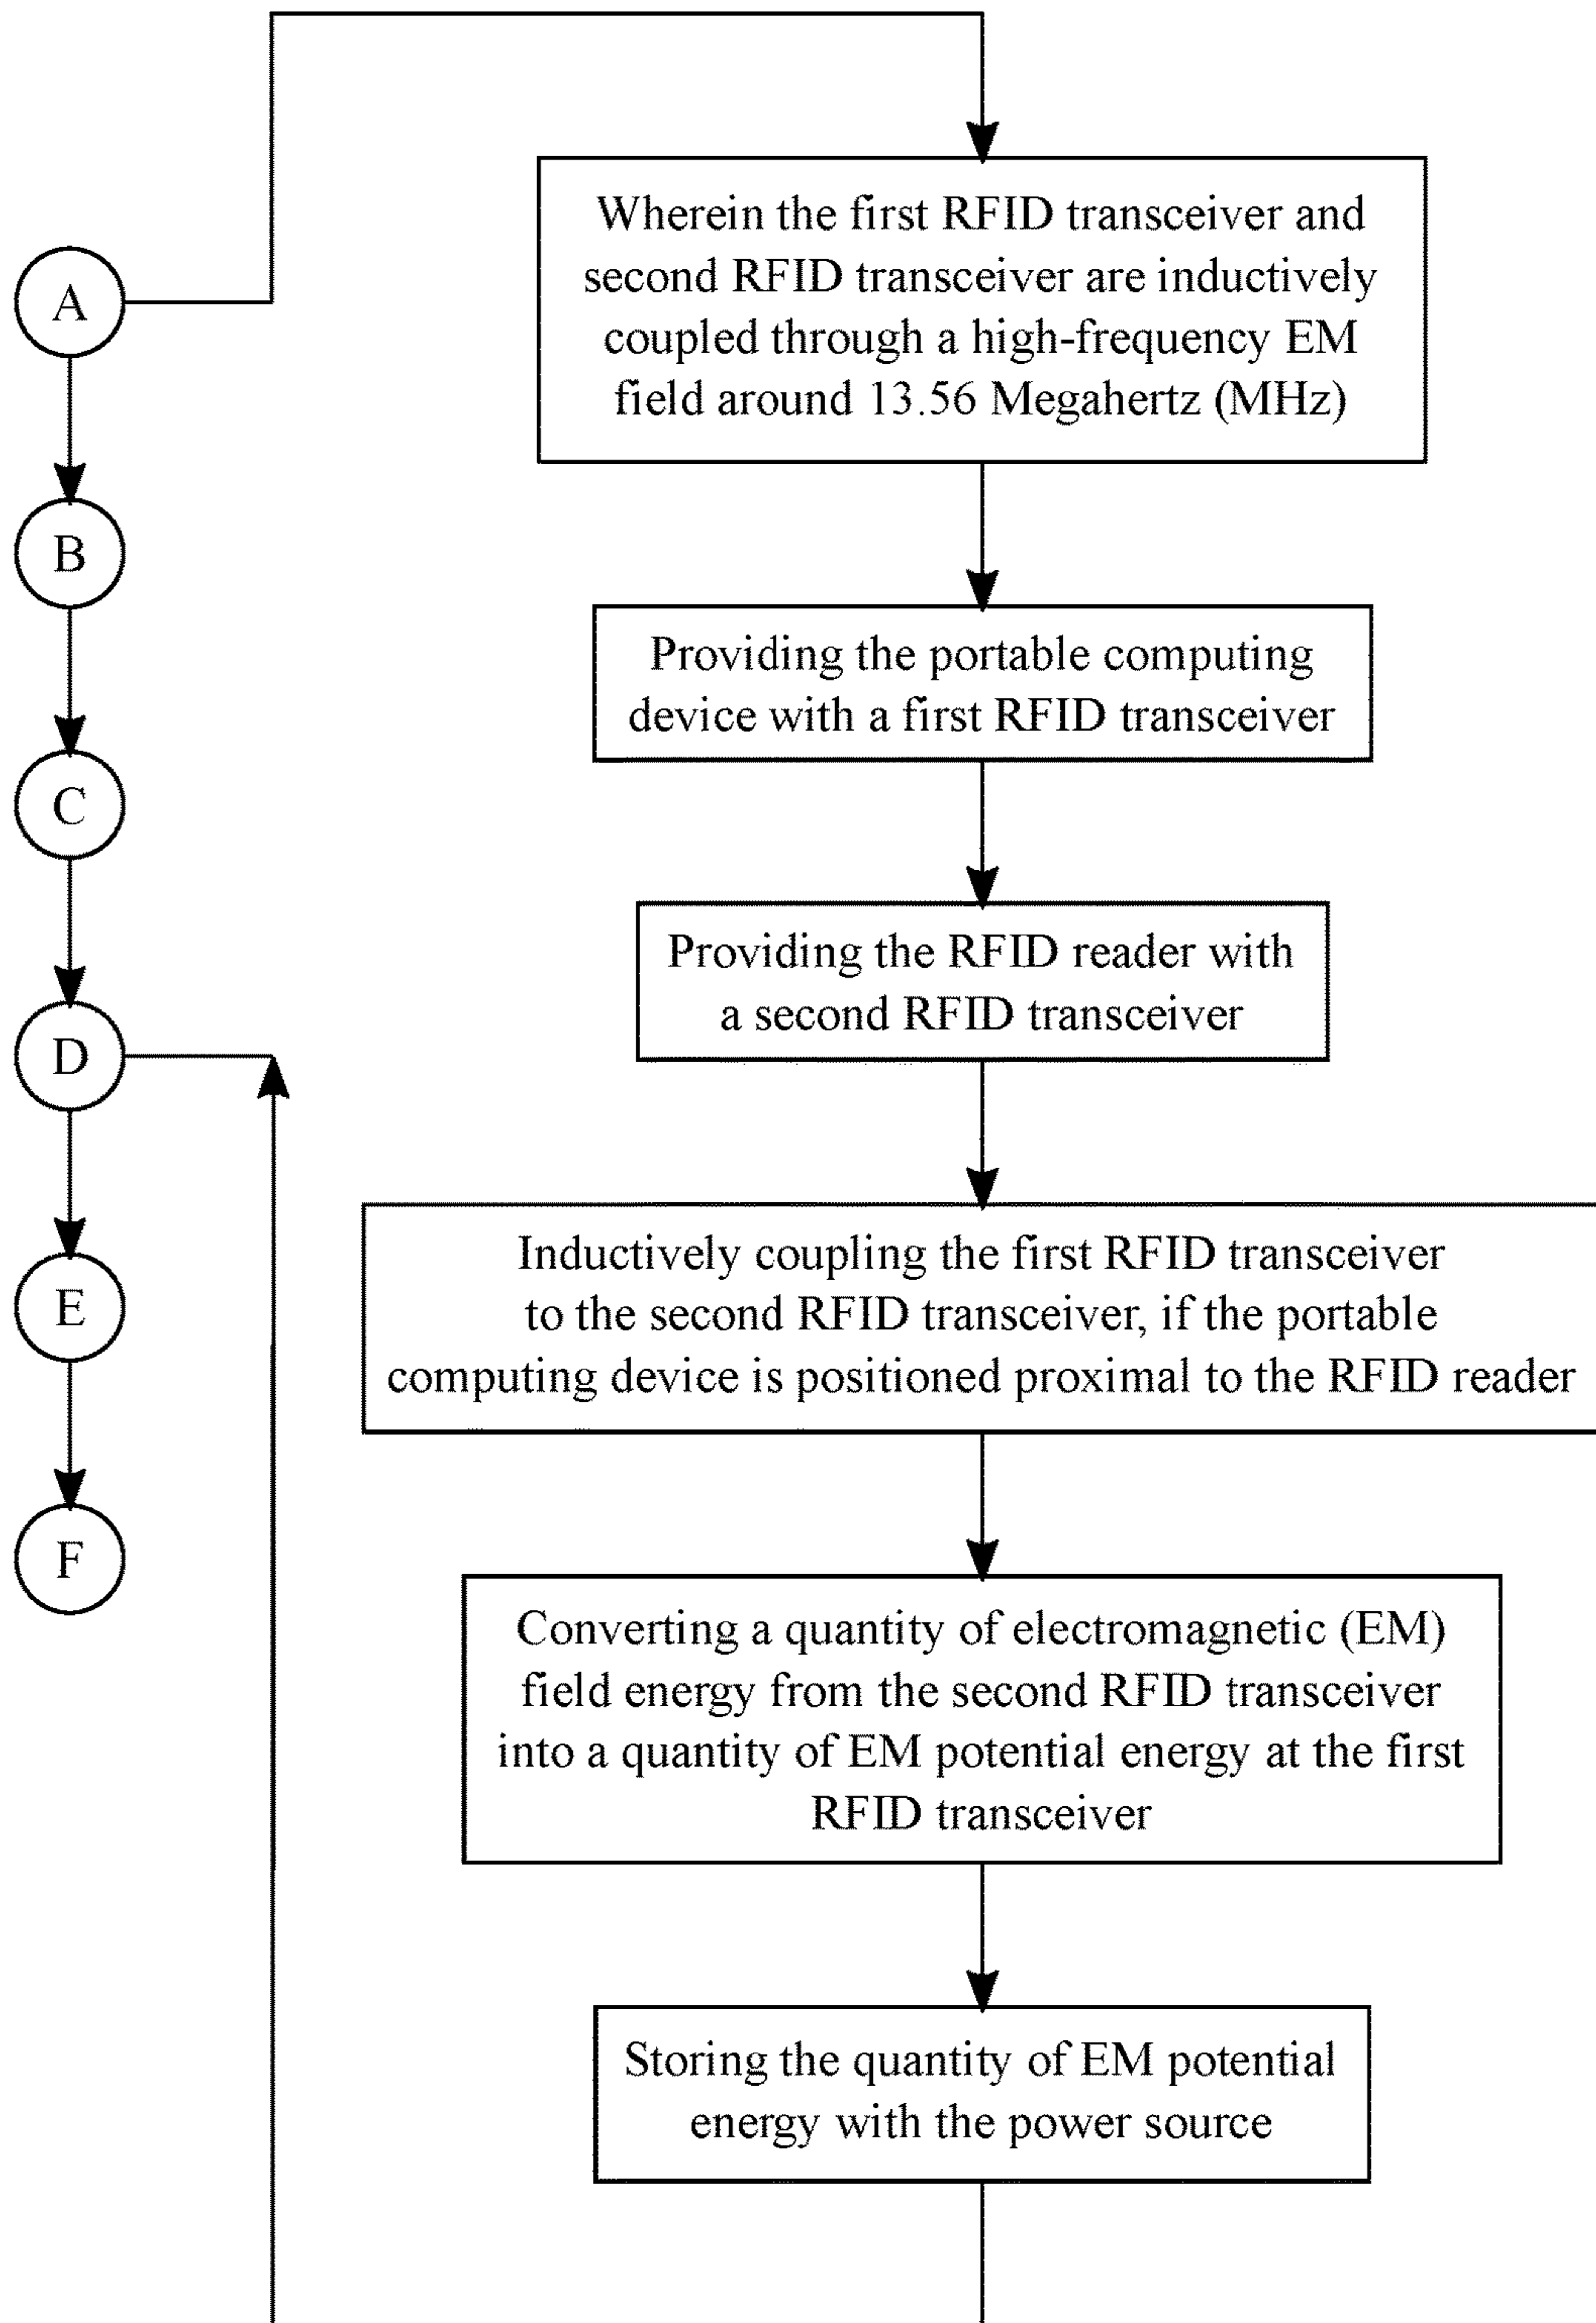 A
B
C
D
E
F
Wherein the first RFID transceiver and
second RFID transceiver are inductively
coupled through a high-frequency EM
field around 13.56 Megahertz (MHz)
Providing the portable computing
device with a first RFID transceiver
Providing the RFID reader with
a second RFID transceiver
Inductively coupling the first RFID transceiver
to the second RFID transceiver, if the portable
computing device is positioned proximal to the RFID reader
Converting a quantity of electromagnetic (EM)
field energy from the second RFID transceiver
into a quantity of EM potential energy at the first
RFID transceiver
Storing the quantity of EM potential
energy with the power source